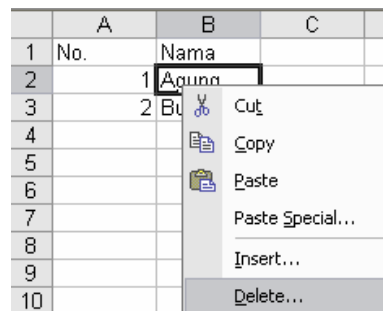 A B C
1 No. Nama
2 1 Agung
3 2 Bu
Cut
4
Copy
5
6 Paste
7 Paste Special...
8
Insert...
9
10 Delete...